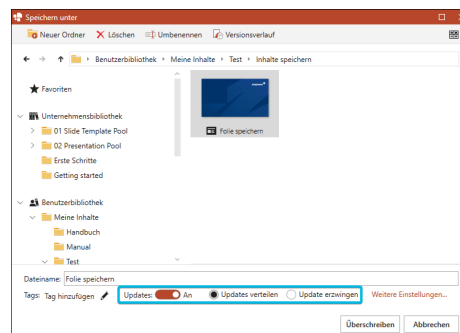 Speichern unter
Neuer Ordner Löschen Umbenennen Versionsverlauf
Benutzerbibliothek Meine Inhalte Test Inhalte speichern
Favoriten
Unternehmensbibliothek
01 Slide Template Pool
02 Presentation Pool
Erste Schritte
Getting started
Folie speichern
Benutzerbibliothek
Meine Inhalte
Handbuch
Manual
Test
Dateiname: Folie speichern
Tags: Tag hinzufügen Updates: An Updates verteilen Update erzwingen Weitere Einstellungen...
Überschreiben Abbrechen